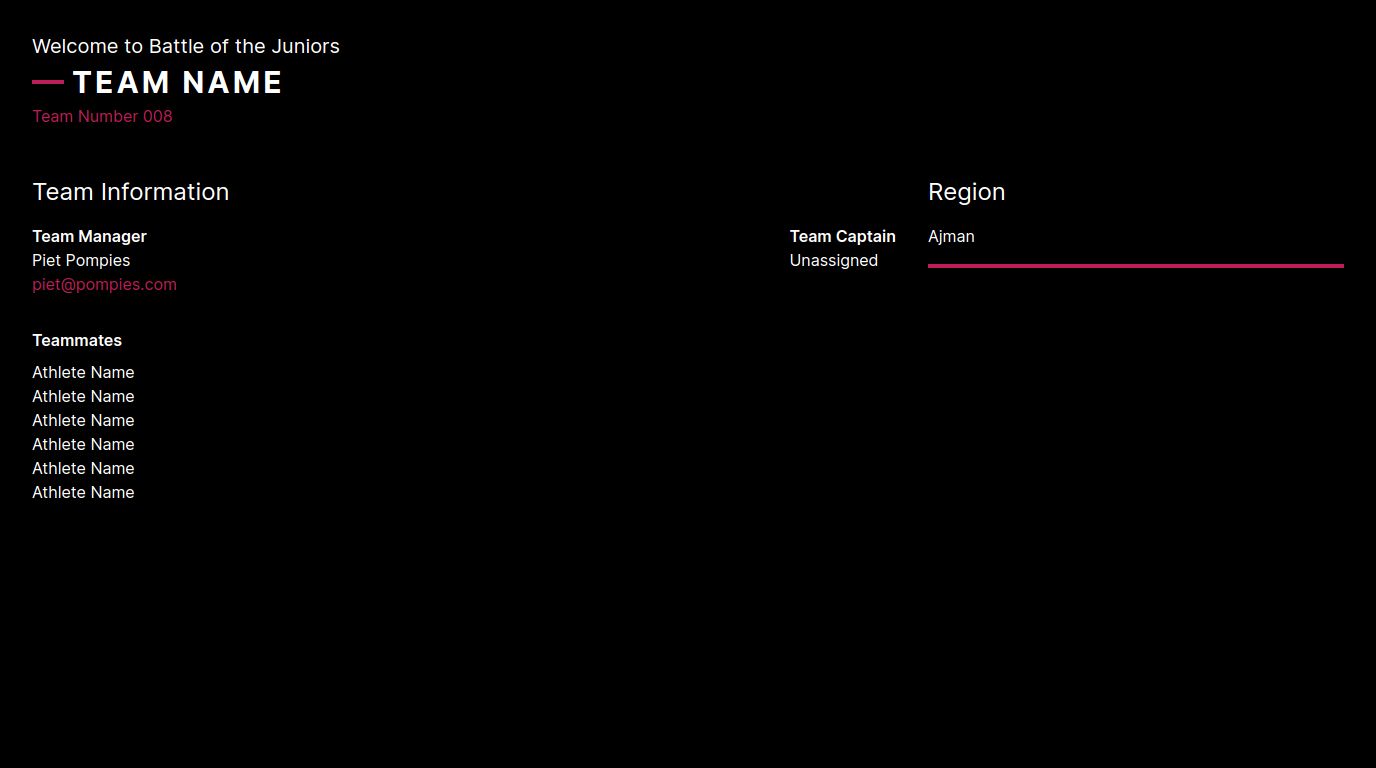 Welcome to Battle of the Juniors
TEAM NAME
Team Number 008
Team Information
Team Manager
Piet Pompies
piet@pompies.com
Team Captain
Unassigned
Teammates
Athlete Name
Athlete Name
Athlete Name
Athlete Name
Athlete Name
Athlete Name
Region
Ajman